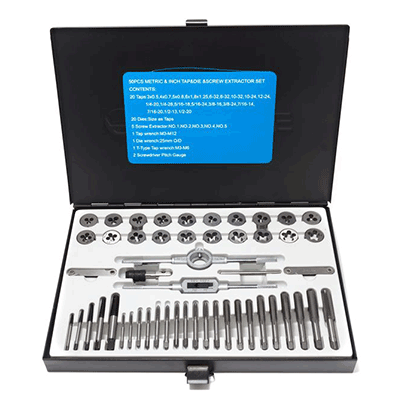 50PCS METRIC & INCH TAP&DIE &SCREW EXTRACTOR SET
CONTENTS:
20 Taps:3x0.5,4x0.7,5x0.8,6x1,8x1.25,6-32,8-32,10-32,10-24,12-24,
1/4-20,1/4-28,5/16-18,5/16-24,3/8-16,3/8-24,7/16-14,
7/16-20,1/2-13,1/2-20
20 Dies:Size as Taps
5 Screw Extractor:NO.1,NO.2,NO.3,NO.4,NO.5
1 Tap wrench:M3-M12
1 Die wrench:25mm O/D
1 T-Type Tap wrench:M3-M6
2 Screwdriver Pitch Gauge